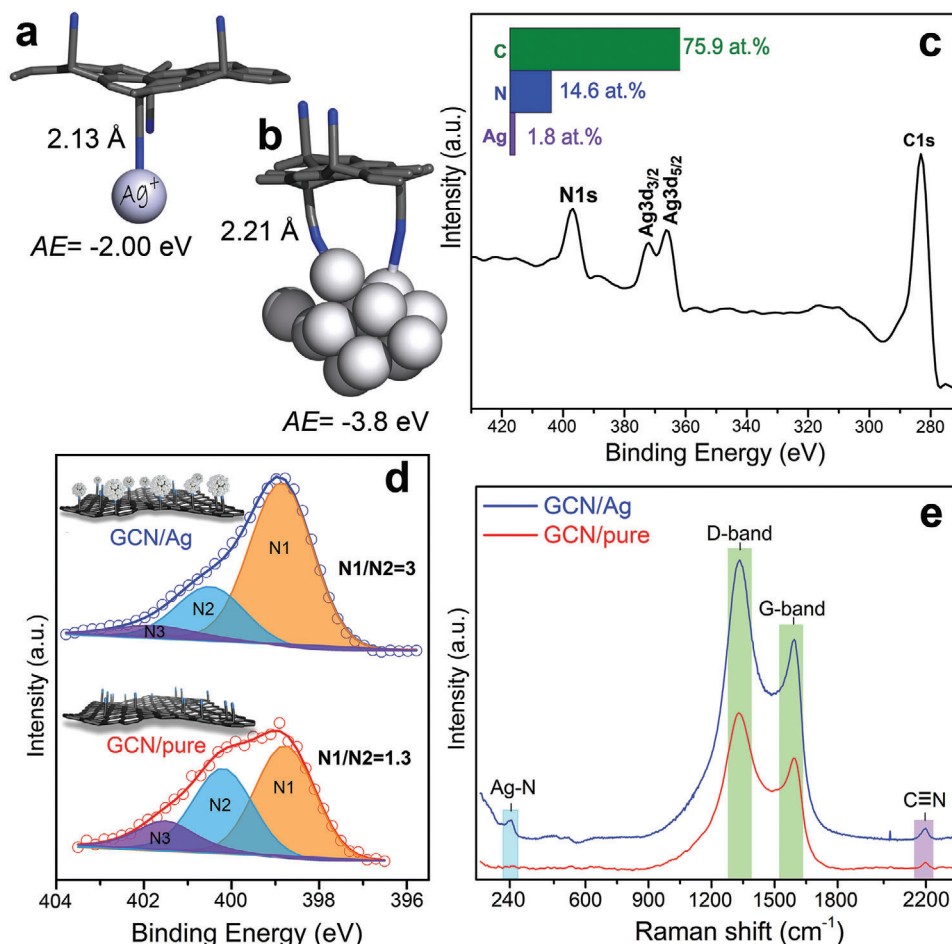 a
2.13 Å
Ag+
AE= -2.00 eV
b
2.21 Å
AE= -3.8 eV
c
C
75.9 at.%
N
14.6 at.%
Ag
1.8 at.%
N1s
Ag3d3/2
Ag3d5/2
C1s
Intensity (a.u.)
420 400 380 360 340 320 300 280
Binding Energy (eV)
d
GCN/Ag
N1
N2
N3
N1/N2=3
GCN/pure
N1/N2=1.3
N1
N2
N3
Intensity (a.u.)
404 402 400 398 396
Binding Energy (eV)
e
GCN/Ag
GCN/pure
D-band
G-band
Ag-N
C≡N
Intensity (a.u.)
240 900 1200 1500 1800 2200
Raman shift (cm-1)